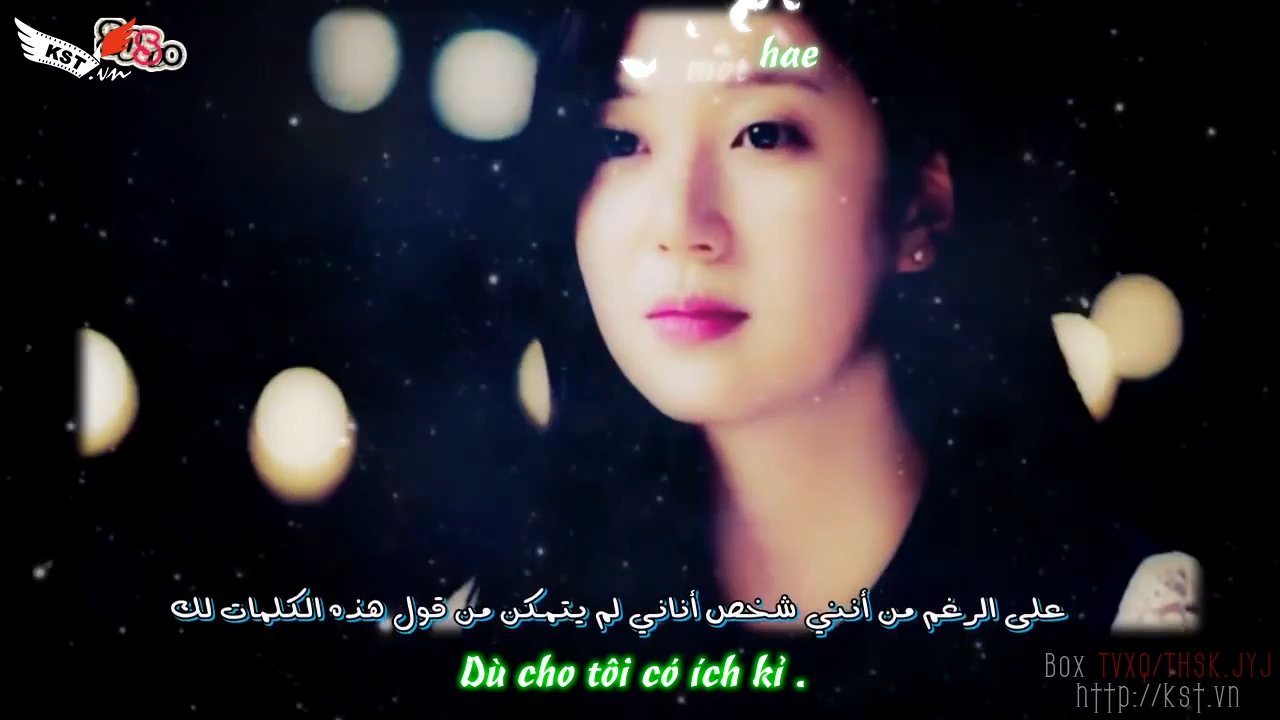 KST.vn
mot hae
على الرغم من أنني شخص أناني لم يتمكن من قول هذه الكلمات لك
Dù cho tôi có ích kỉ .
Box TVXQ/THSK.JYJ
http://kst.vn